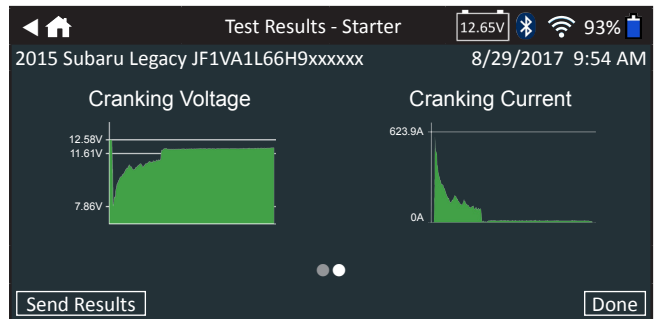 Test Results - Starter 12.65V 93%
2015 Subaru Legacy JF1VA1L66H9xxxxxx 8/29/2017 9:54 AM
Cranking Voltage Cranking Current
12.58V
11.61V
7.86V
623.9A
0A
Send Results Done